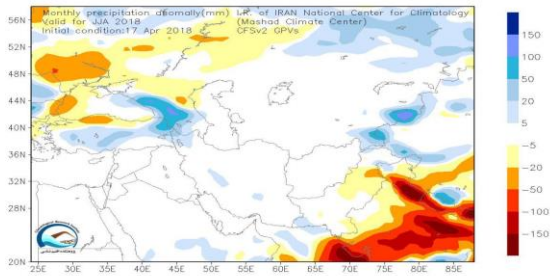 Monthly precipitation anomaly(mm) LRF of IRAN National Center for Climatology
Valid for JJA 2018 (Mashad Climate Center)
Initial condition:17 Apr 2018 CFSv2 GPVs
56N
52N
48N
44N
40N
36N
32N
28N
20N
25E 30E 35E 40E 45E 50E 55E 60E 65E 70E 75E 80E 85E
150
100
50
20
5
-5
-20
-50
-100
-150